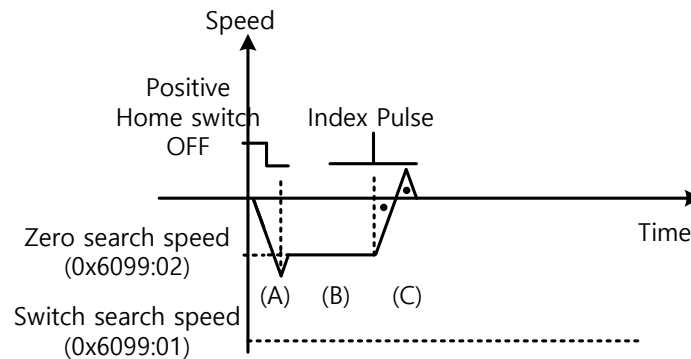 Speed
Positive
Home switch
OFF
Index Pulse
Time
Zero search speed
(0x6099:02)
(A)
(B)
(C)
Switch search speed
(0x6099:01)